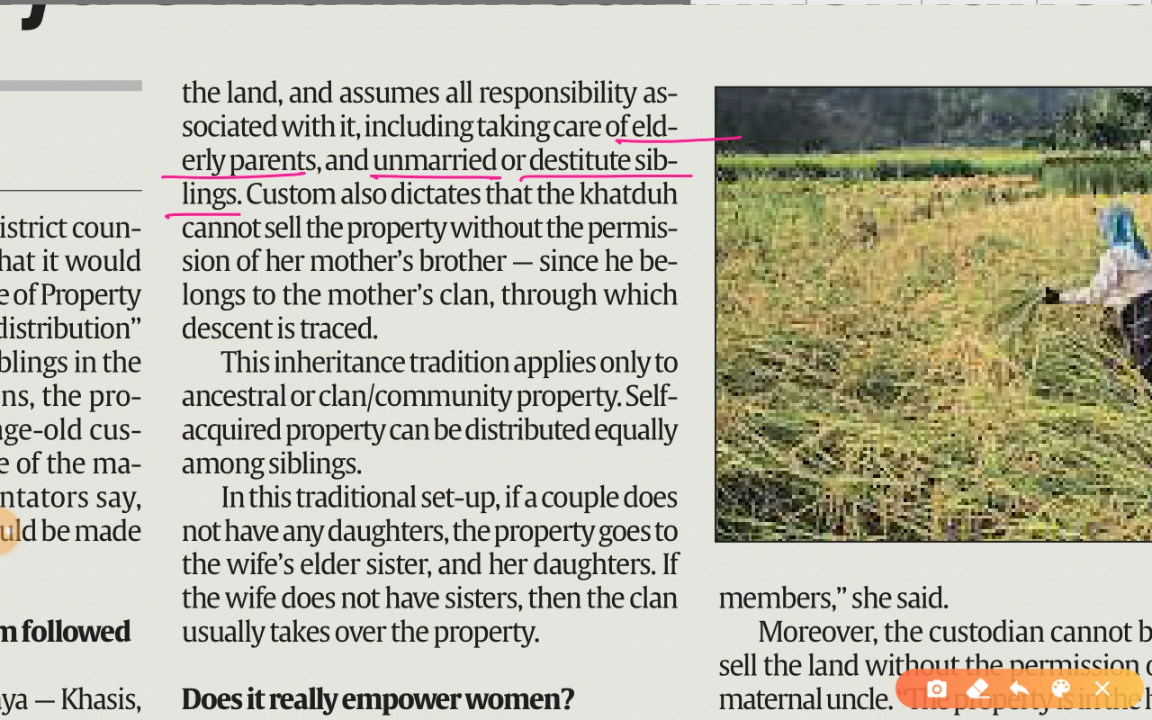 istrict coun-
hat it would
e of Property
distribution"
blings in the
ns, the pro-
age-old cus-
e of the ma-
ntators say,
uld be made
m followed
ya — Khasis,
the land, and assumes all responsibility as-
sociated with it, including taking care of eld-
erly parents, and unmarried or destitute sib-
lings. Custom also dictates that the khatduh
cannot sell the property without the permis-
sion of her mother's brother — since he be-
longs to the mother's clan, through which
descent is traced.
This inheritance tradition applies only to
ancestral or clan/community property. Self-
acquired property can be distributed equally
among siblings.
In this traditional set-up, if a couple does
not have any daughters, the property goes to
the wife's elder sister, and her daughters. If
the wife does not have sisters, then the clan
usually takes over the property.
Does it really empower women?
members," she said.
Moreover, the custodian cannot b
sell the land without the permission
maternal uncle. "The property is in the h